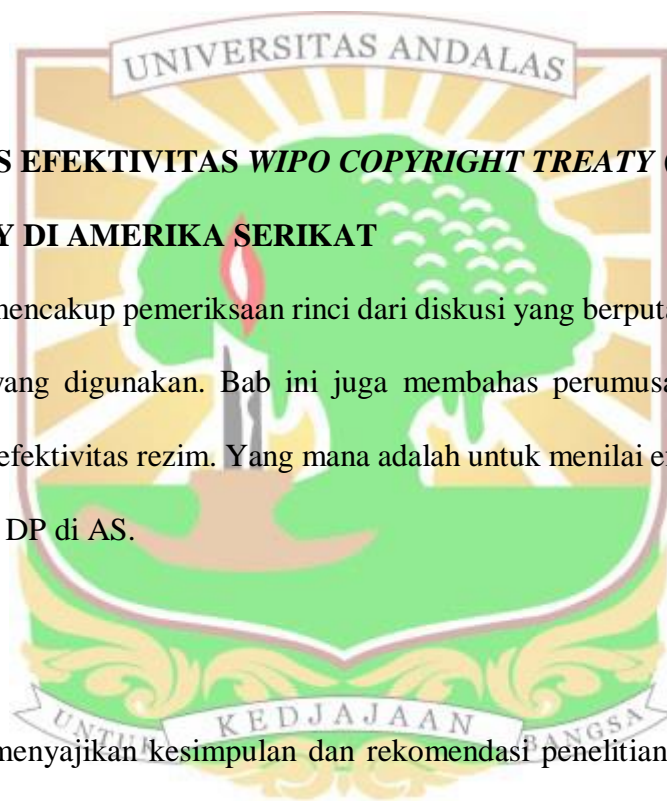 UNIVERSITAS ANDALAS
S EFEKTIVITAS WIPO COPYRIGHT TREATY
Y DI AMERIKA SERIKAT
mencakup pemeriksaan rinci dari diskusi yang berputa
yang digunakan. Bab ini juga membahas perumusa
efektivitas rezim. Yang mana adalah untuk menilai e
DP di AS.
menyajikan kesimpulan dan rekomendasi penelitian
UNTUK KEDJAJAAN BANGSA